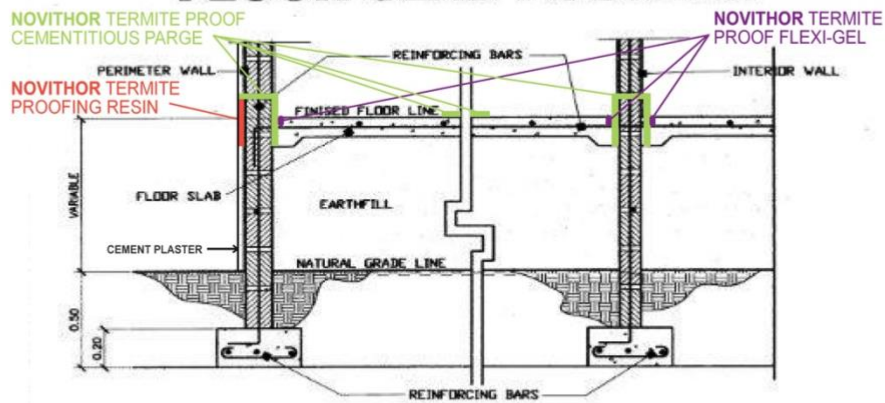 NOVITHOR TERMITE PROOF
CEMENTITIOUS PARGE
NOVITHOR TERMITE
PROOF FLEXI-GEL
REINFORCING BARS
PERIMETER WALL
INTERIOR WALL
NOVITHOR TERMITE
PROOFING RESIN
FINISED FLOOR LINE
VARIABLE
FLOOR SLAB
EARTHFILL
CEMENT PLASTER
NATURAL GRADE LINE
0.50
0.20
REINFORCING BARS